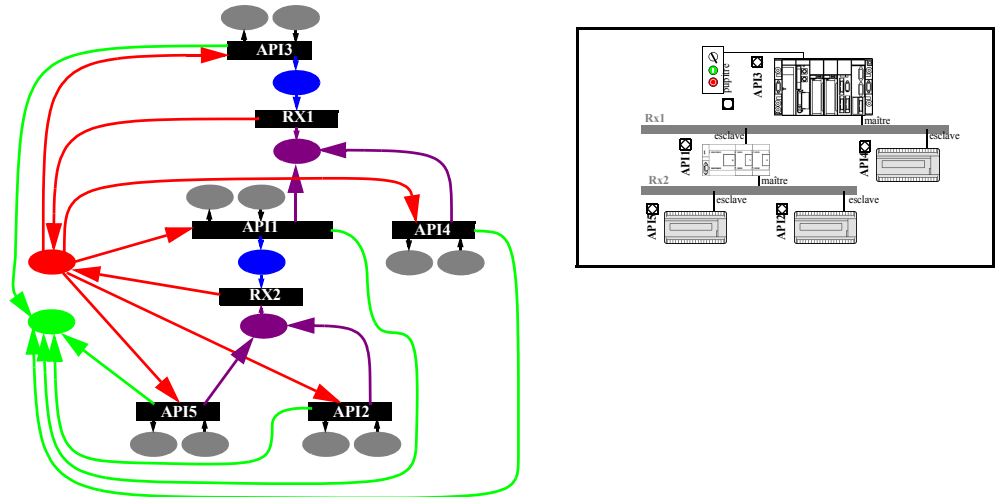 API3
RX1
API1
API4
RX2
API5
API2
pupitre
API3
Rx1
maître
esclave
esclave
API1
API4
Rx2
maître
esclave
esclave
API5
API2